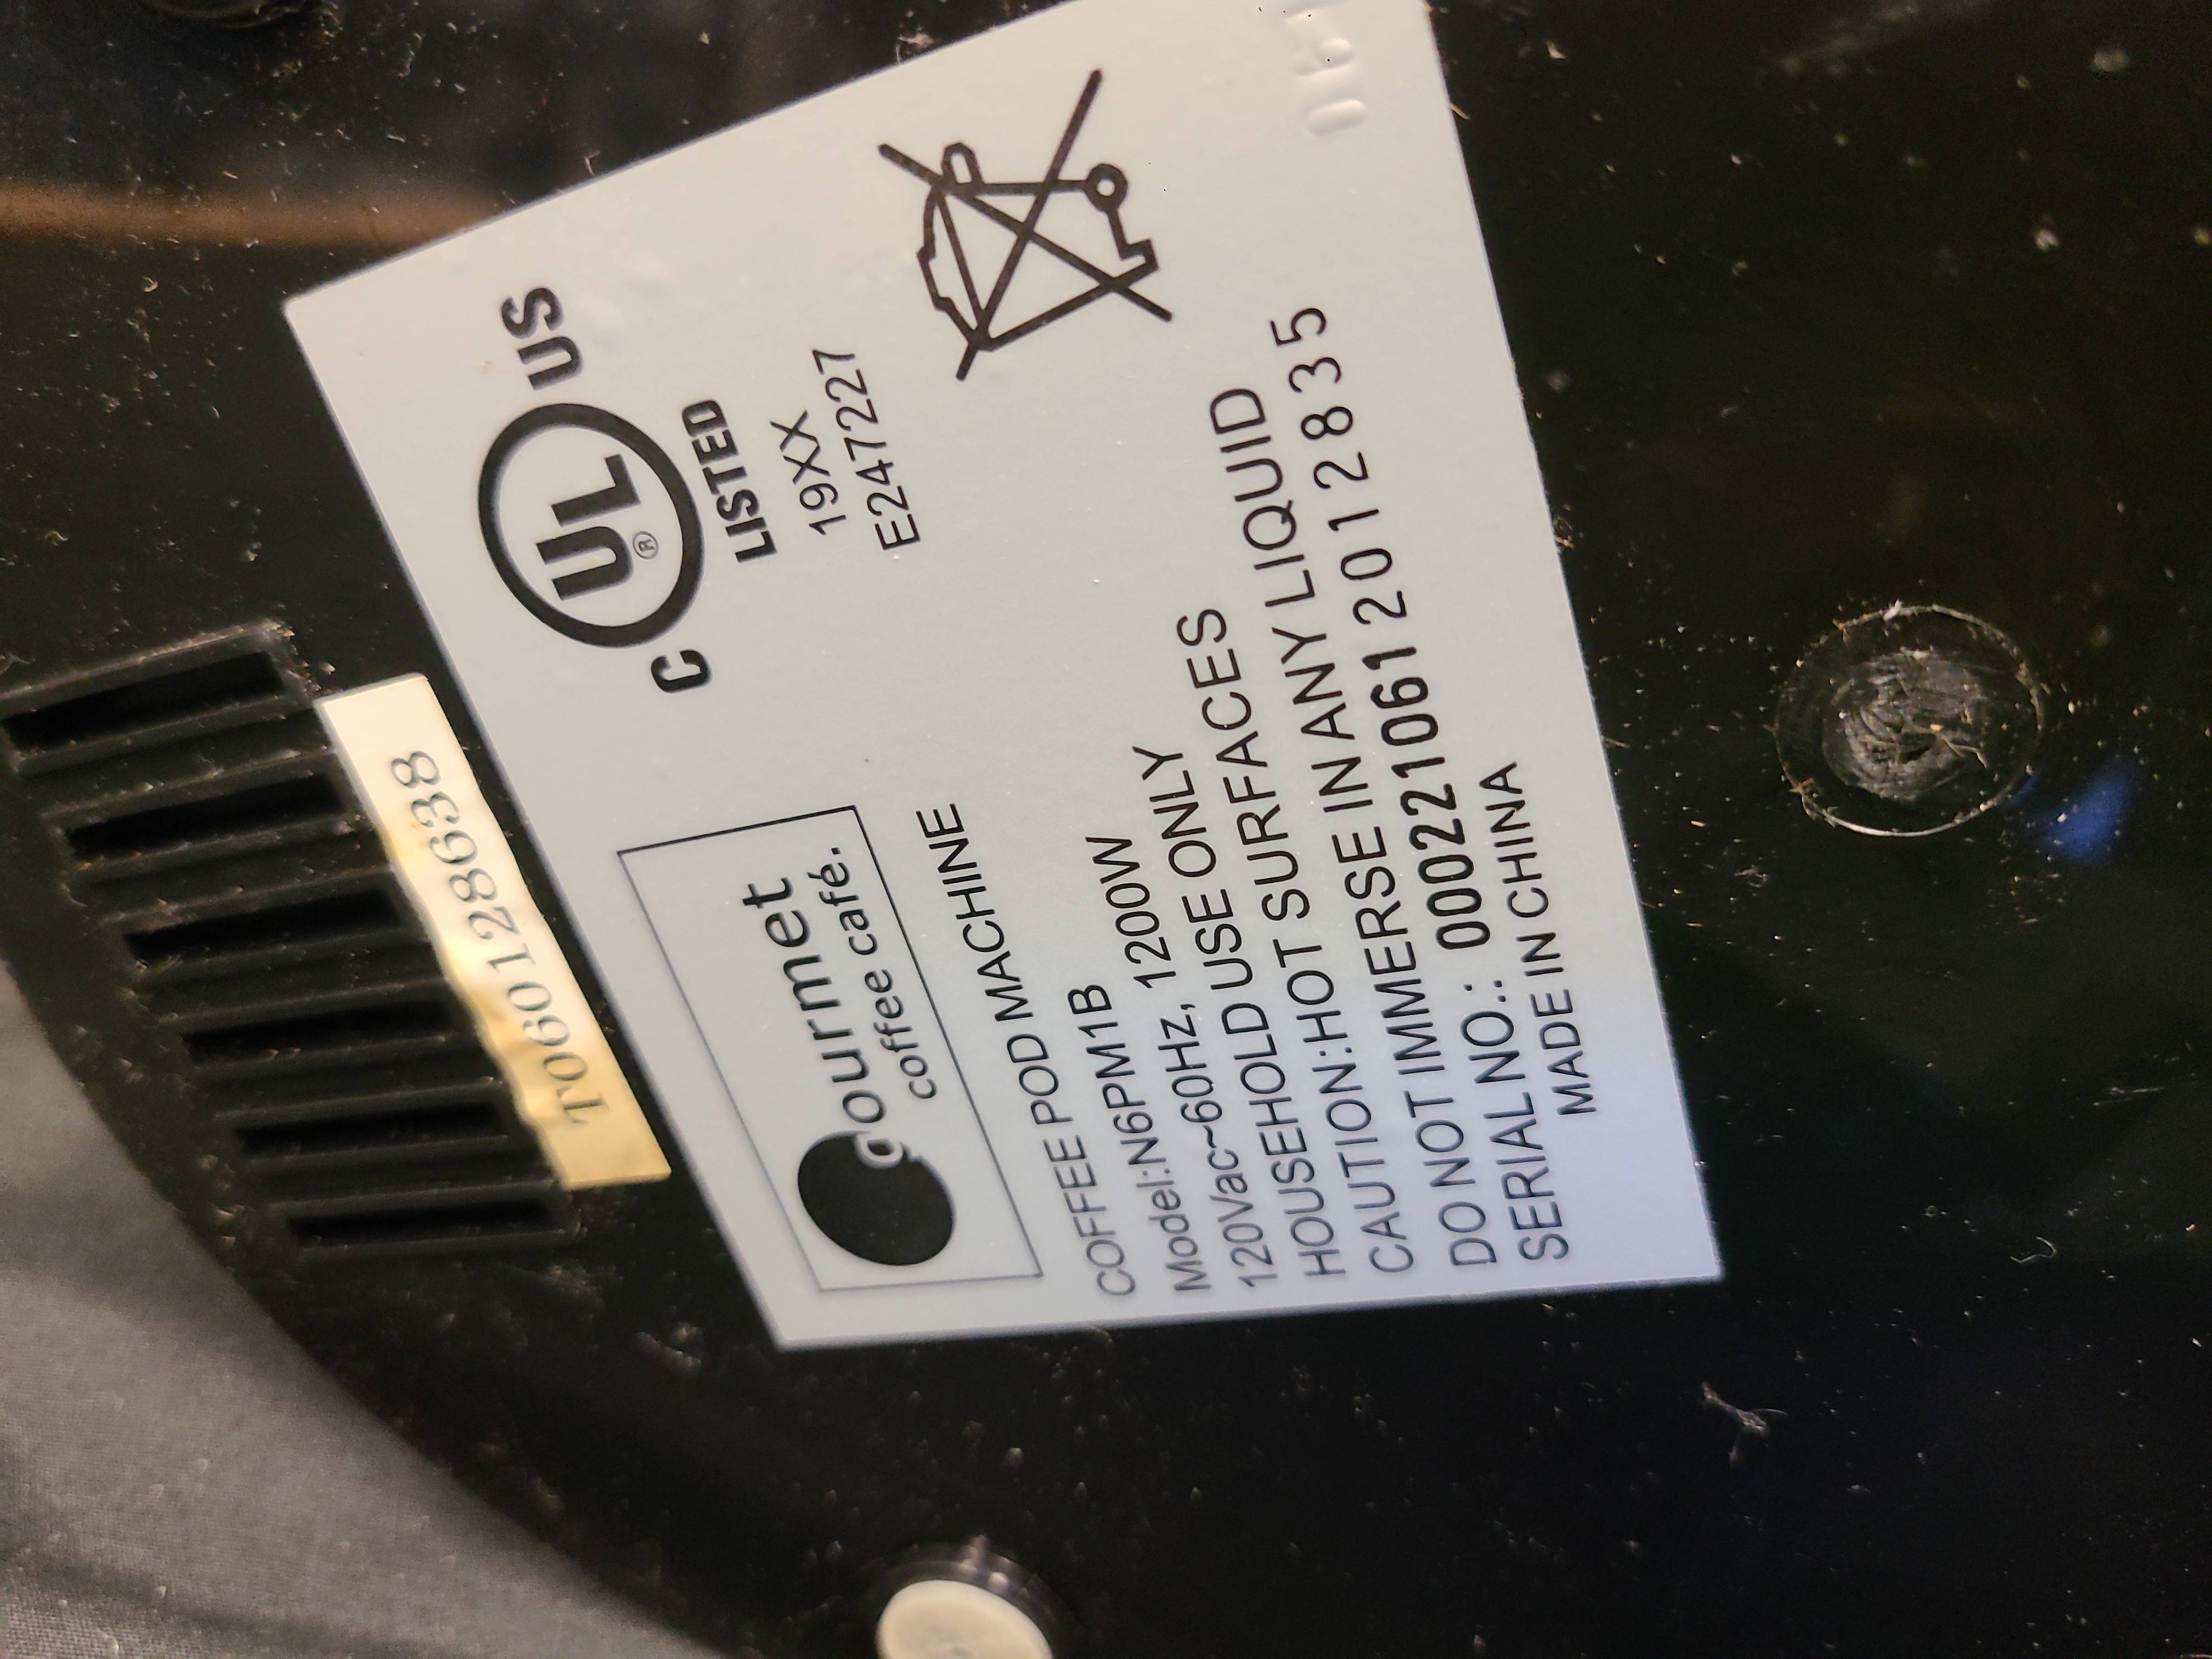 T060128638
gourmet
coffee café.
C UL® US
LISTED
19XX
E247227
COFFEE POD MACHINE
Model:N6PM1B
120Vac~60Hz, 1200W
HOUSEHOLD USE ONLY
CAUTION:HOT SURFACES
DO NOT IMMERSE IN ANY LIQUID
SERIAL NO.: 0002210612012835
MADE IN CHINA